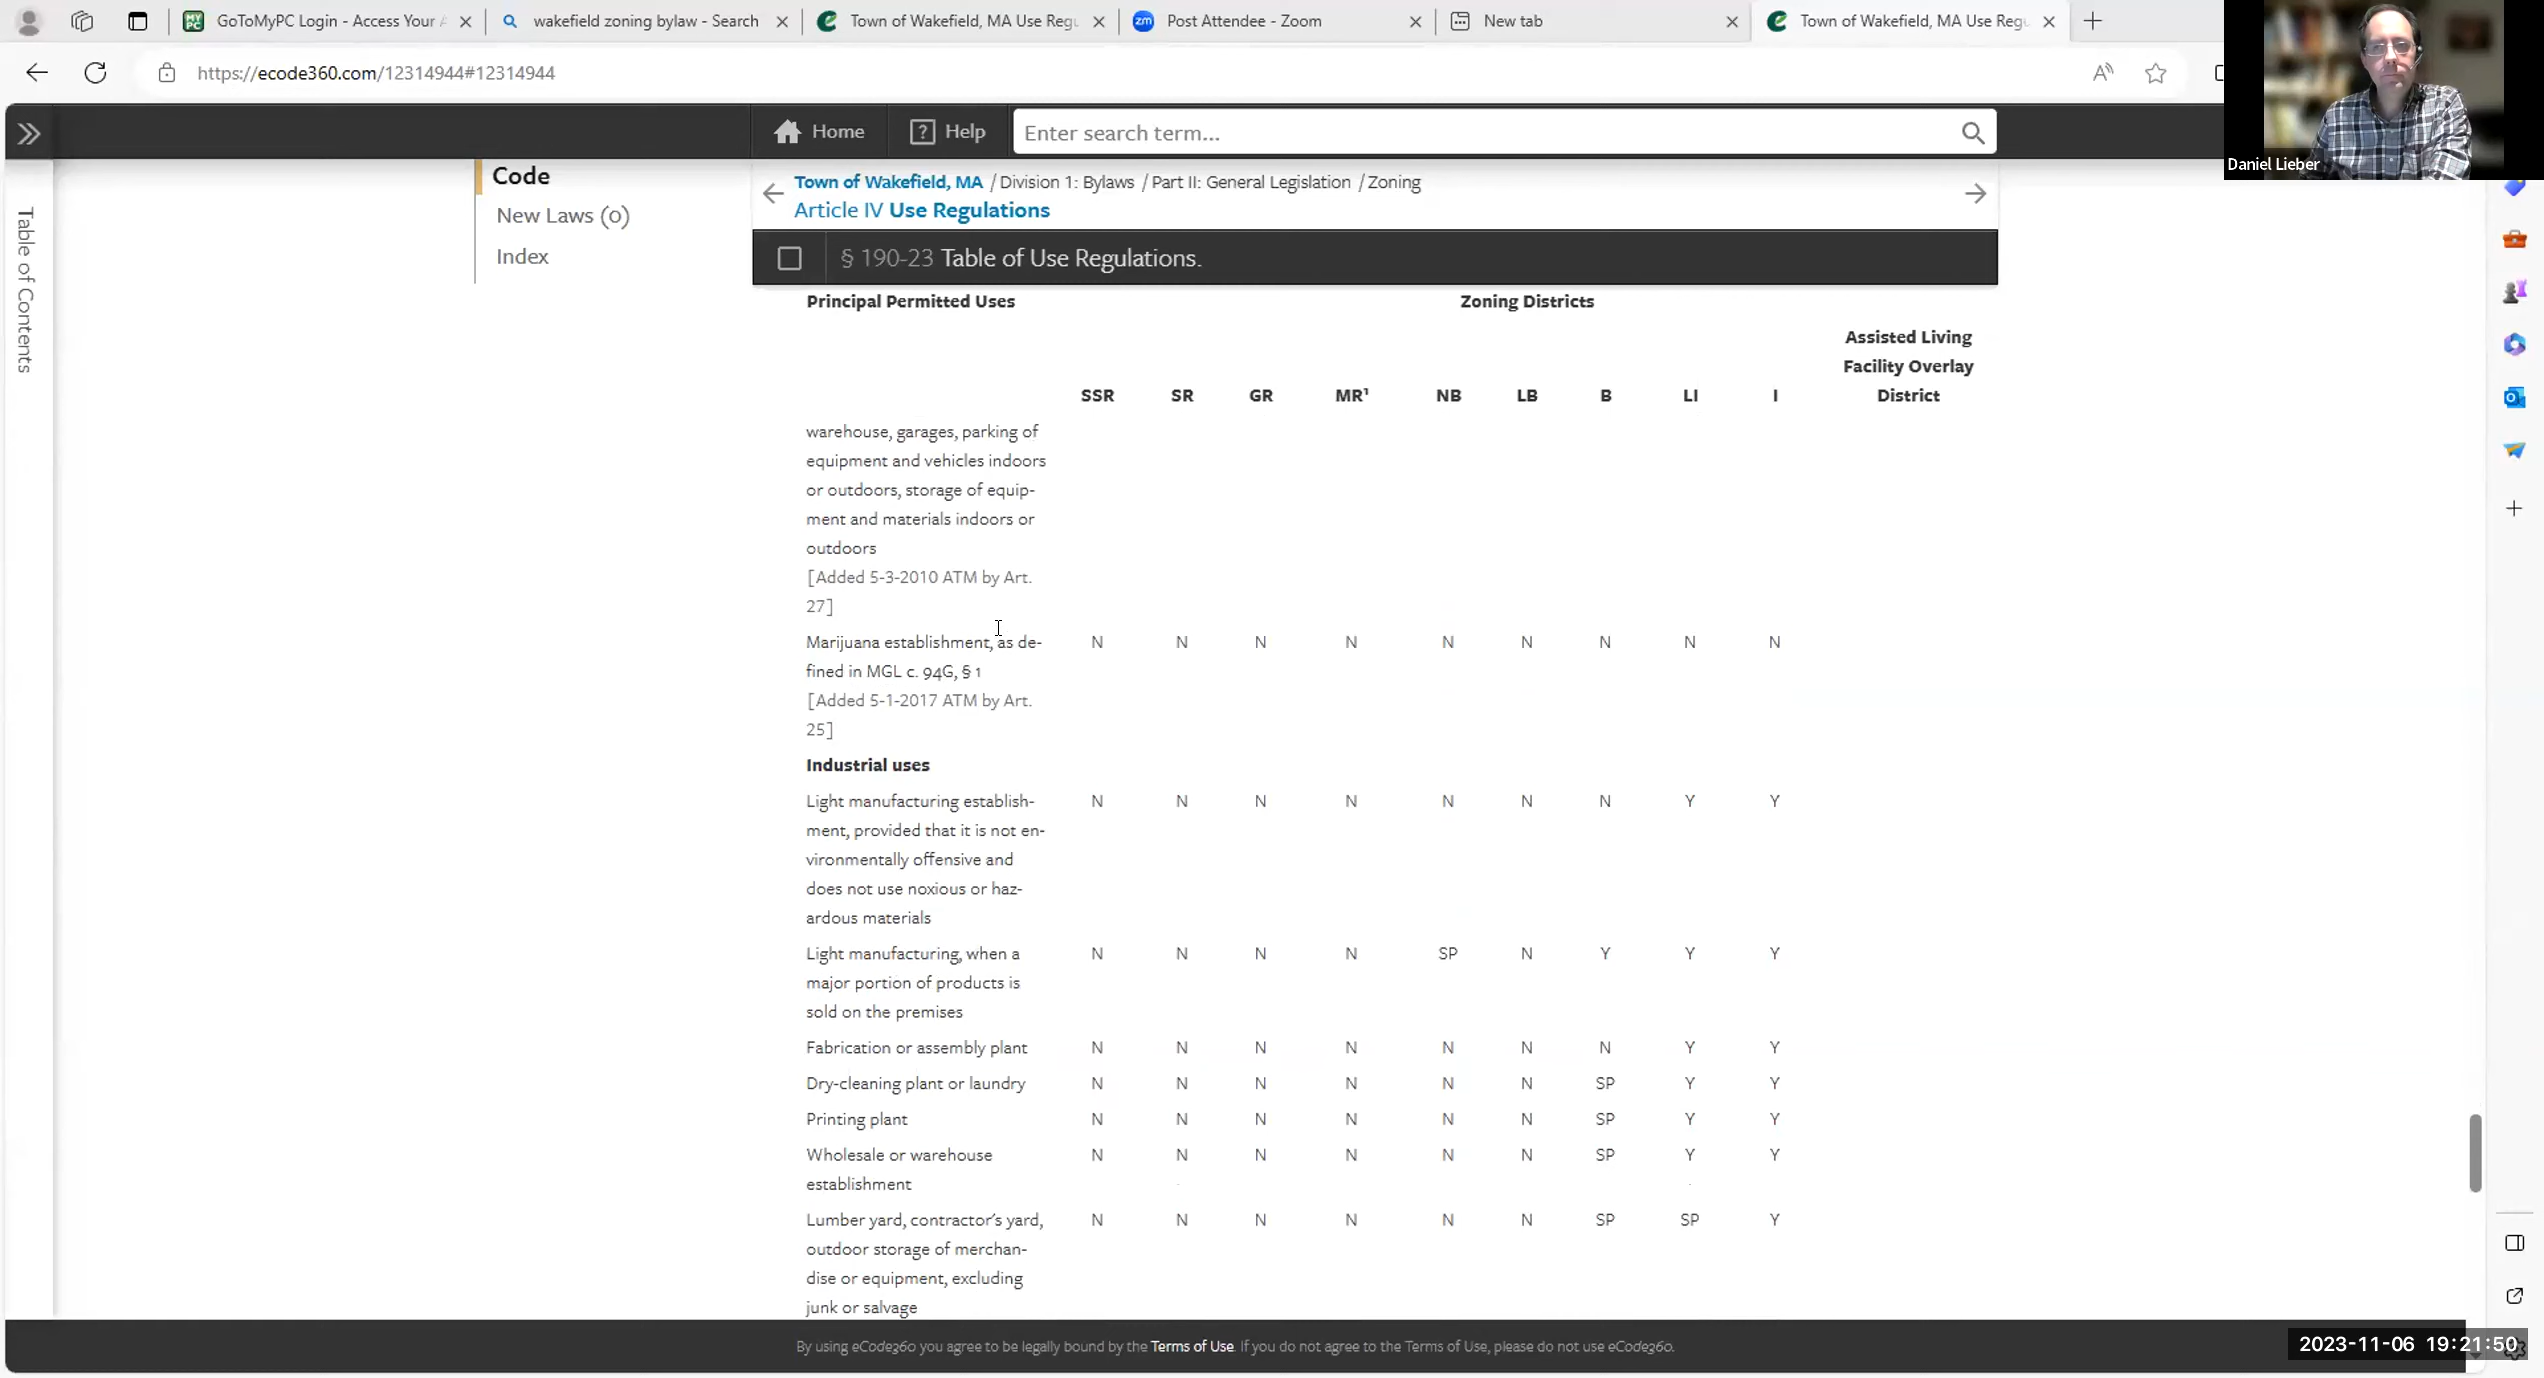 GoToMyPC Login - Access Your
wakefield zoning bylaw - Search
Town of Wakefield, MA Use Regu
zm
Post Attendee - Zoom
New tab
Town of Wakefield, MA Use Regu
https://ecode360.com/12314944#12314944
Daniel Lieber
Home
? Help
Enter search term...
Table of Contents
Code
New Laws (0)
Index
Town of Wakefield, MA / Division 1: Bylaws / Part II: General Legislation / Zoning
Article IV Use Regulations
§ 190-23 Table of Use Regulations.
Principal Permitted Uses Zoning Districts
Assisted Living
Facility Overlay
SSR SR GR MR¹ NB LB B LI I District
warehouse, garages, parking of
equipment and vehicles indoors
or outdoors, storage of equip-
ment and materials indoors or
outdoors
[Added 5-3-2010 ATM by Art.
27]
Marijuana establishment, as de- N N N N N N N N N
fined in MGL c. 94G, § 1
[Added 5-1-2017 ATM by Art.
25]
Industrial uses
Light manufacturing establish- N N N N N N N Y Y
ment, provided that it is not en-
vironmentally offensive and
does not use noxious or haz-
ardous materials
Light manufacturing, when a N N N N SP N Y Y Y
major portion of products is
sold on the premises
Fabrication or assembly plant N N N N N N N Y Y
Dry-cleaning plant or laundry N N N N N N SP Y Y
Printing plant N N N N N N SP Y Y
Wholesale or warehouse N N N N N N SP Y Y
establishment
Lumber yard, contractor's yard, N N N N N N SP SP Y
outdoor storage of merchan-
dise or equipment, excluding
junk or salvage
By using eCode360 you agree to be legally bound by the Terms of Use. If you do not agree to the Terms of Use, please do not use eCode360.
2023-11-06 19:21:50